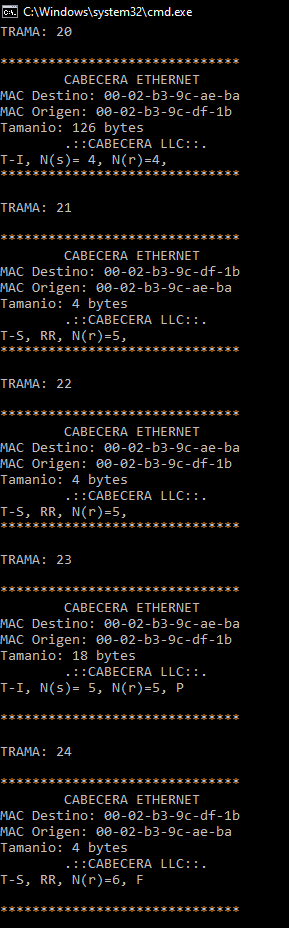 C:\Windows\system32\cmd.exe
TRAMA: 20
******************************
CABECERA ETHERNET
MAC Destino: 00-02-b3-9c-ae-ba
MAC Origen: 00-02-b3-9c-df-1b
Tamanio: 126 bytes
.::CABECERA LLC::.
T-I, N(s)= 4, N(r)=4,
******************************
TRAMA: 21
******************************
CABECERA ETHERNET
MAC Destino: 00-02-b3-9c-df-1b
MAC Origen: 00-02-b3-9c-ae-ba
Tamanio: 4 bytes
.::CABECERA LLC::.
T-S, RR, N(r)=5,
******************************
TRAMA: 22
******************************
CABECERA ETHERNET
MAC Destino: 00-02-b3-9c-ae-ba
MAC Origen: 00-02-b3-9c-df-1b
Tamanio: 4 bytes
.::CABECERA LLC::.
T-S, RR, N(r)=5,
******************************
TRAMA: 23
******************************
CABECERA ETHERNET
MAC Destino: 00-02-b3-9c-ae-ba
MAC Origen: 00-02-b3-9c-df-1b
Tamanio: 18 bytes
.::CABECERA LLC::.
T-I, N(s)= 5, N(r)=5, P
******************************
TRAMA: 24
******************************
CABECERA ETHERNET
MAC Destino: 00-02-b3-9c-df-1b
MAC Origen: 00-02-b3-9c-ae-ba
Tamanio: 4 bytes
.::CABECERA LLC::.
T-S, RR, N(r)=6, F
******************************